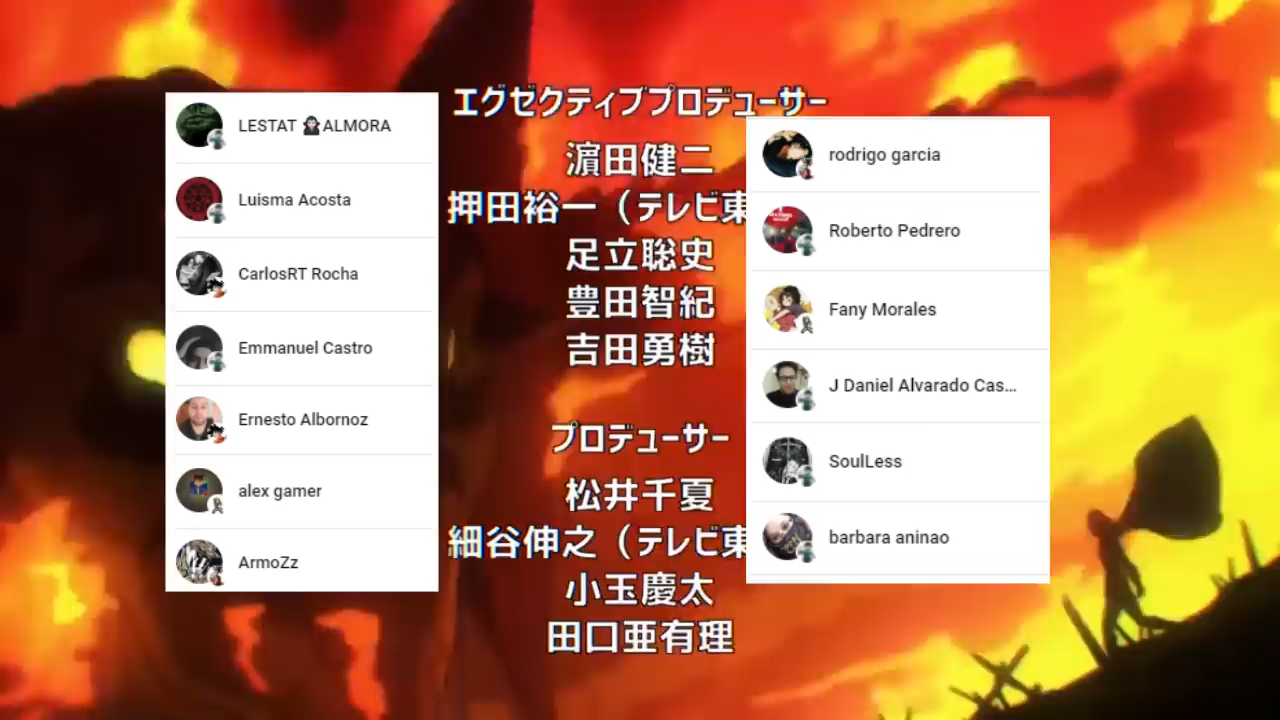 LESTAT 🧛🏻‍♂️ALMORA
Luisma Acosta
CarlosRT Rocha
Emmanuel Castro
Ernesto Albornoz
alex gamer
ArmoZz
エグゼクティブプロデューサー
濵田健二
押田裕一（テレビ東
足立聡史
豊田智紀
吉田勇樹
プロデューサー
松井千夏
細谷伸之（テレビ東
小玉慶太
田口亜有理
rodrigo garcia
Roberto Pedrero
Fany Morales
J Daniel Alvarado Cas...
SoulLess
barbara aninao